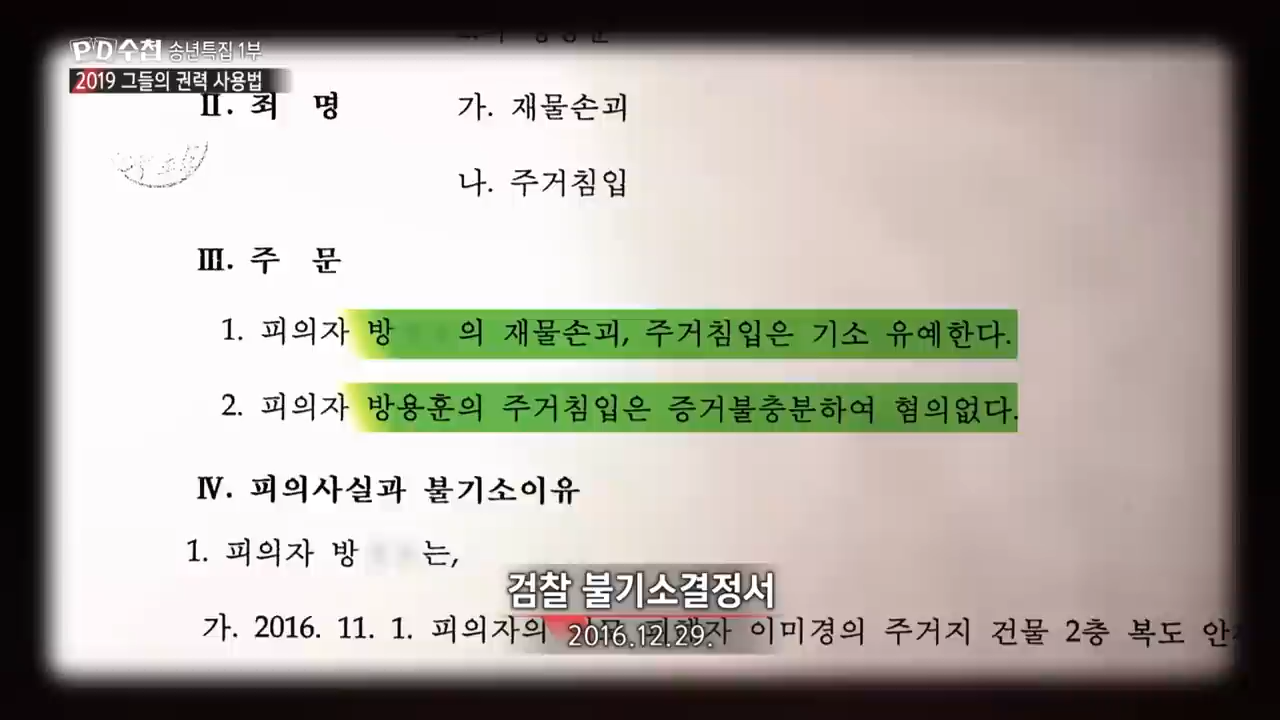 PD수첩 송년특집 1부
2019 그들의 권력 사용법
Ⅱ. 죄 명 가. 재물손괴
나. 주거침입
Ⅲ. 주 문
1. 피의자 방 의 재물손괴, 주거침입은 기소 유예한다.
2. 피의자 방용훈의 주거침입은 증거불충분하여 혐의없다.
Ⅳ. 피의사실과 불기소이유
1. 피의자 방 는,
가. 2016. 11. 1. 피의자의 이미경의 주거지 건물 2층 복도
검찰 불기소결정서
2016.12.29.